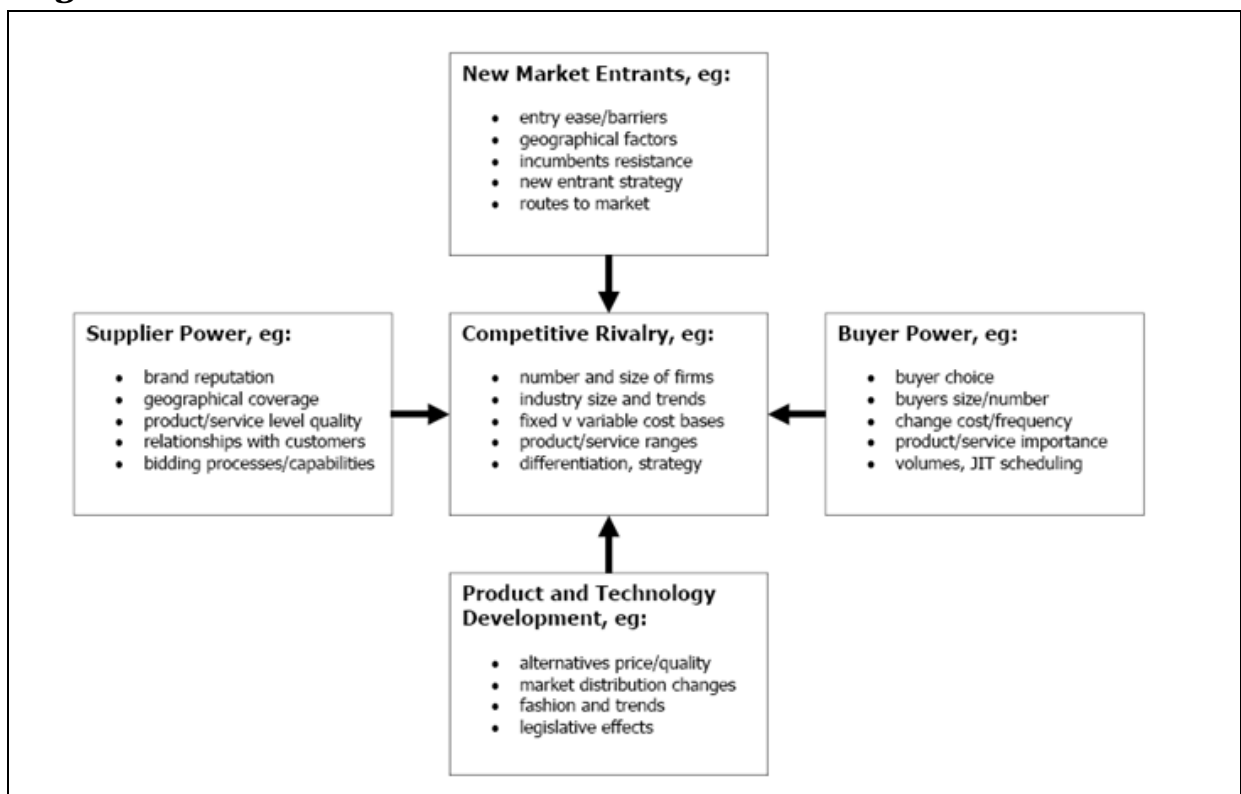 New Market Entrants, eg:
• entry ease/barriers
• geographical factors
• incumbents resistance
• new entrant strategy
• routes to market
Supplier Power, eg:
• brand reputation
• geographical coverage
• product/service level quality
• relationships with customers
• bidding processes/capabilities
Competitive Rivalry, eg:
• number and size of firms
• industry size and trends
• fixed v variable cost bases
• product/service ranges
• differentiation, strategy
Buyer Power, eg:
• buyer choice
• buyers size/number
• change cost/frequency
• product/service importance
• volumes, JIT scheduling
Product and Technology
Development, eg:
• alternatives price/quality
• market distribution changes
• fashion and trends
• legislative effects